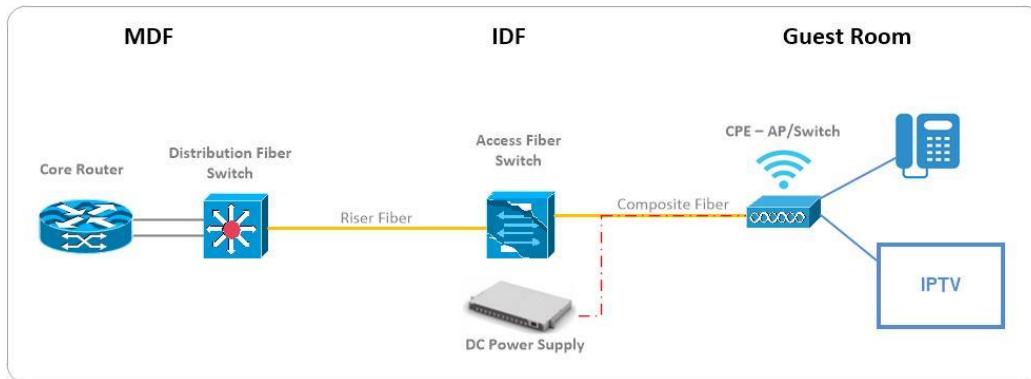 MDF
IDF
Guest Room
Core Router
Distribution Fiber
Switch
Riser Fiber
Access Fiber
Switch
DC Power Supply
Composite Fiber
CPE – AP/Switch
IPTV